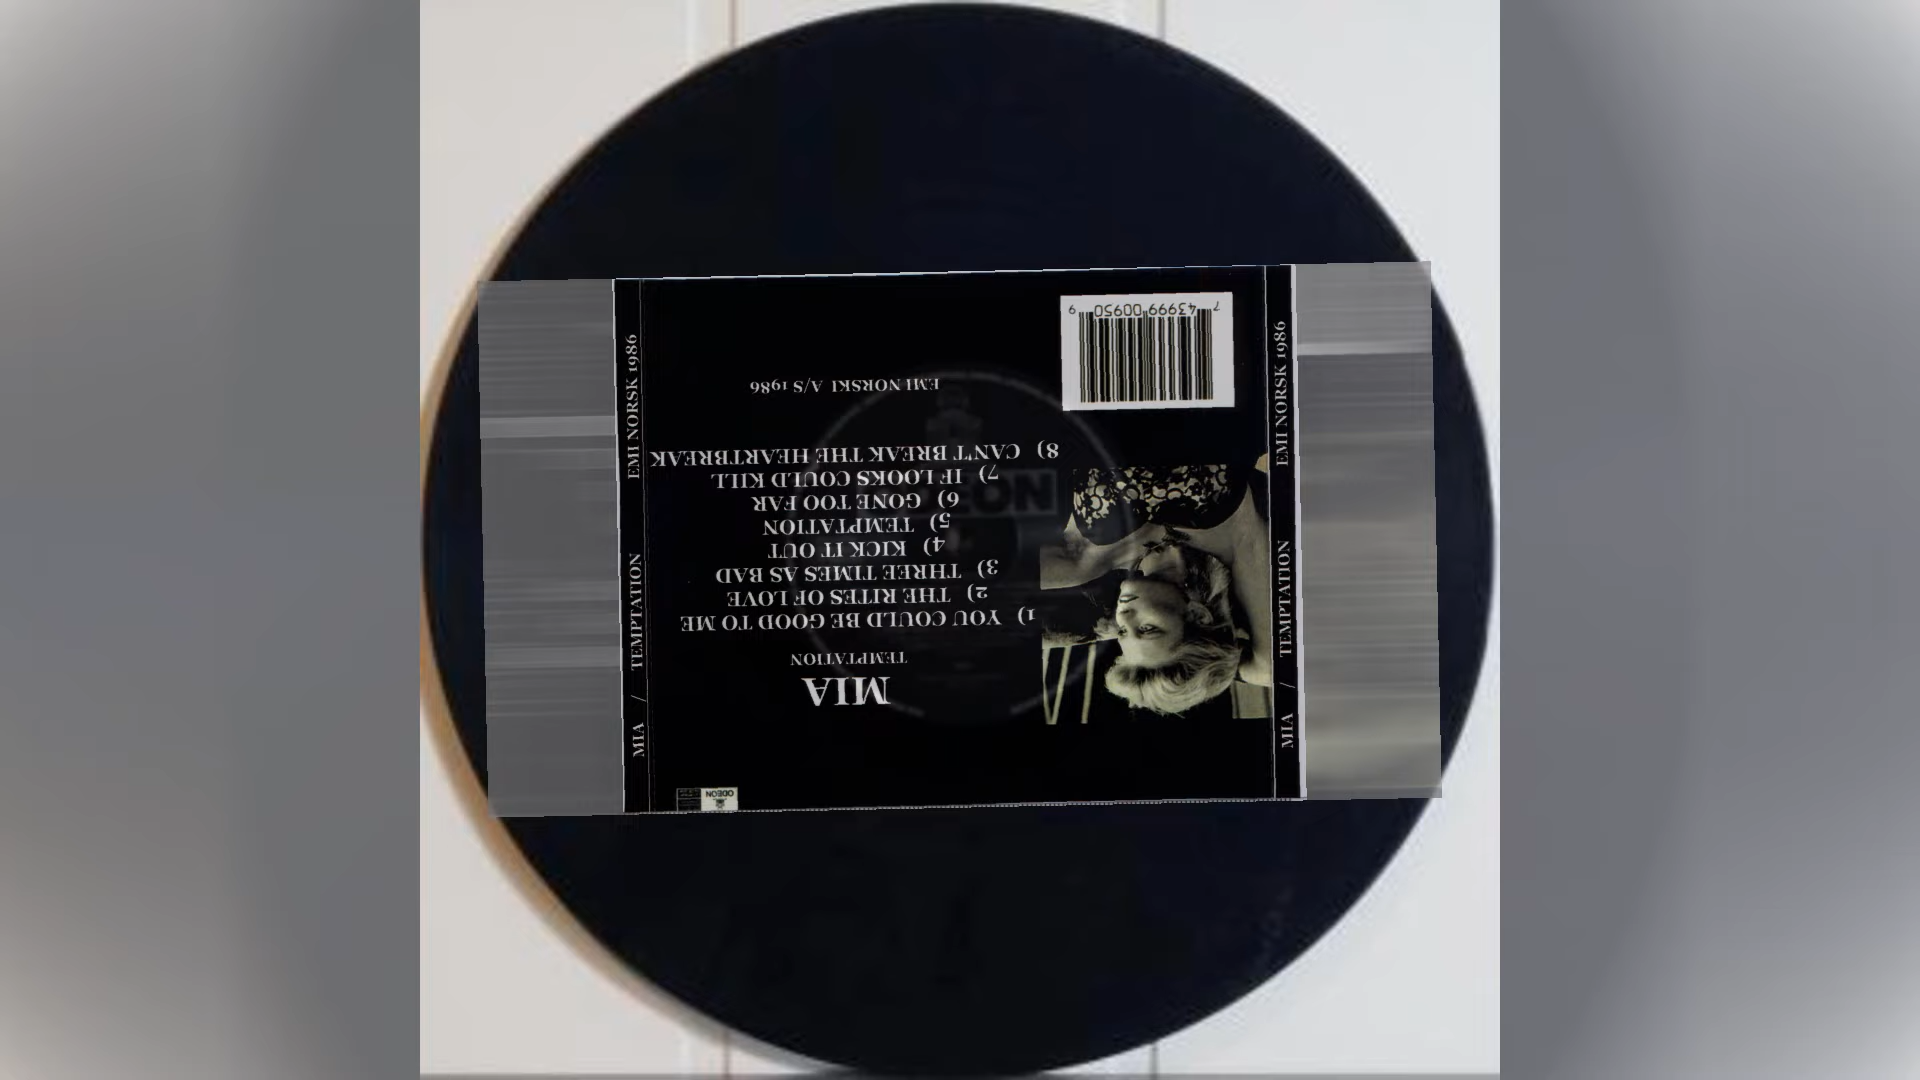 MIA
TEMPTATION
1) YOU COULD BE GOOD TO ME
2) THE RITES OF LOVE
3) THREE TIMES AS BAD
4) KICK IT OUT
5) TEMPTATION
6) GONE TOO FAR
7) IF LOOKS COULD KILL
8) CAN'T BREAK THE HEARTBREAK
EMI NORSKI A/S 1986
7 43999 00950 9
MIA / TEMPTATION EMI NORSK 1986
MIA / TEMPTATION EMI NORSK 1986
ODEON
ODEON